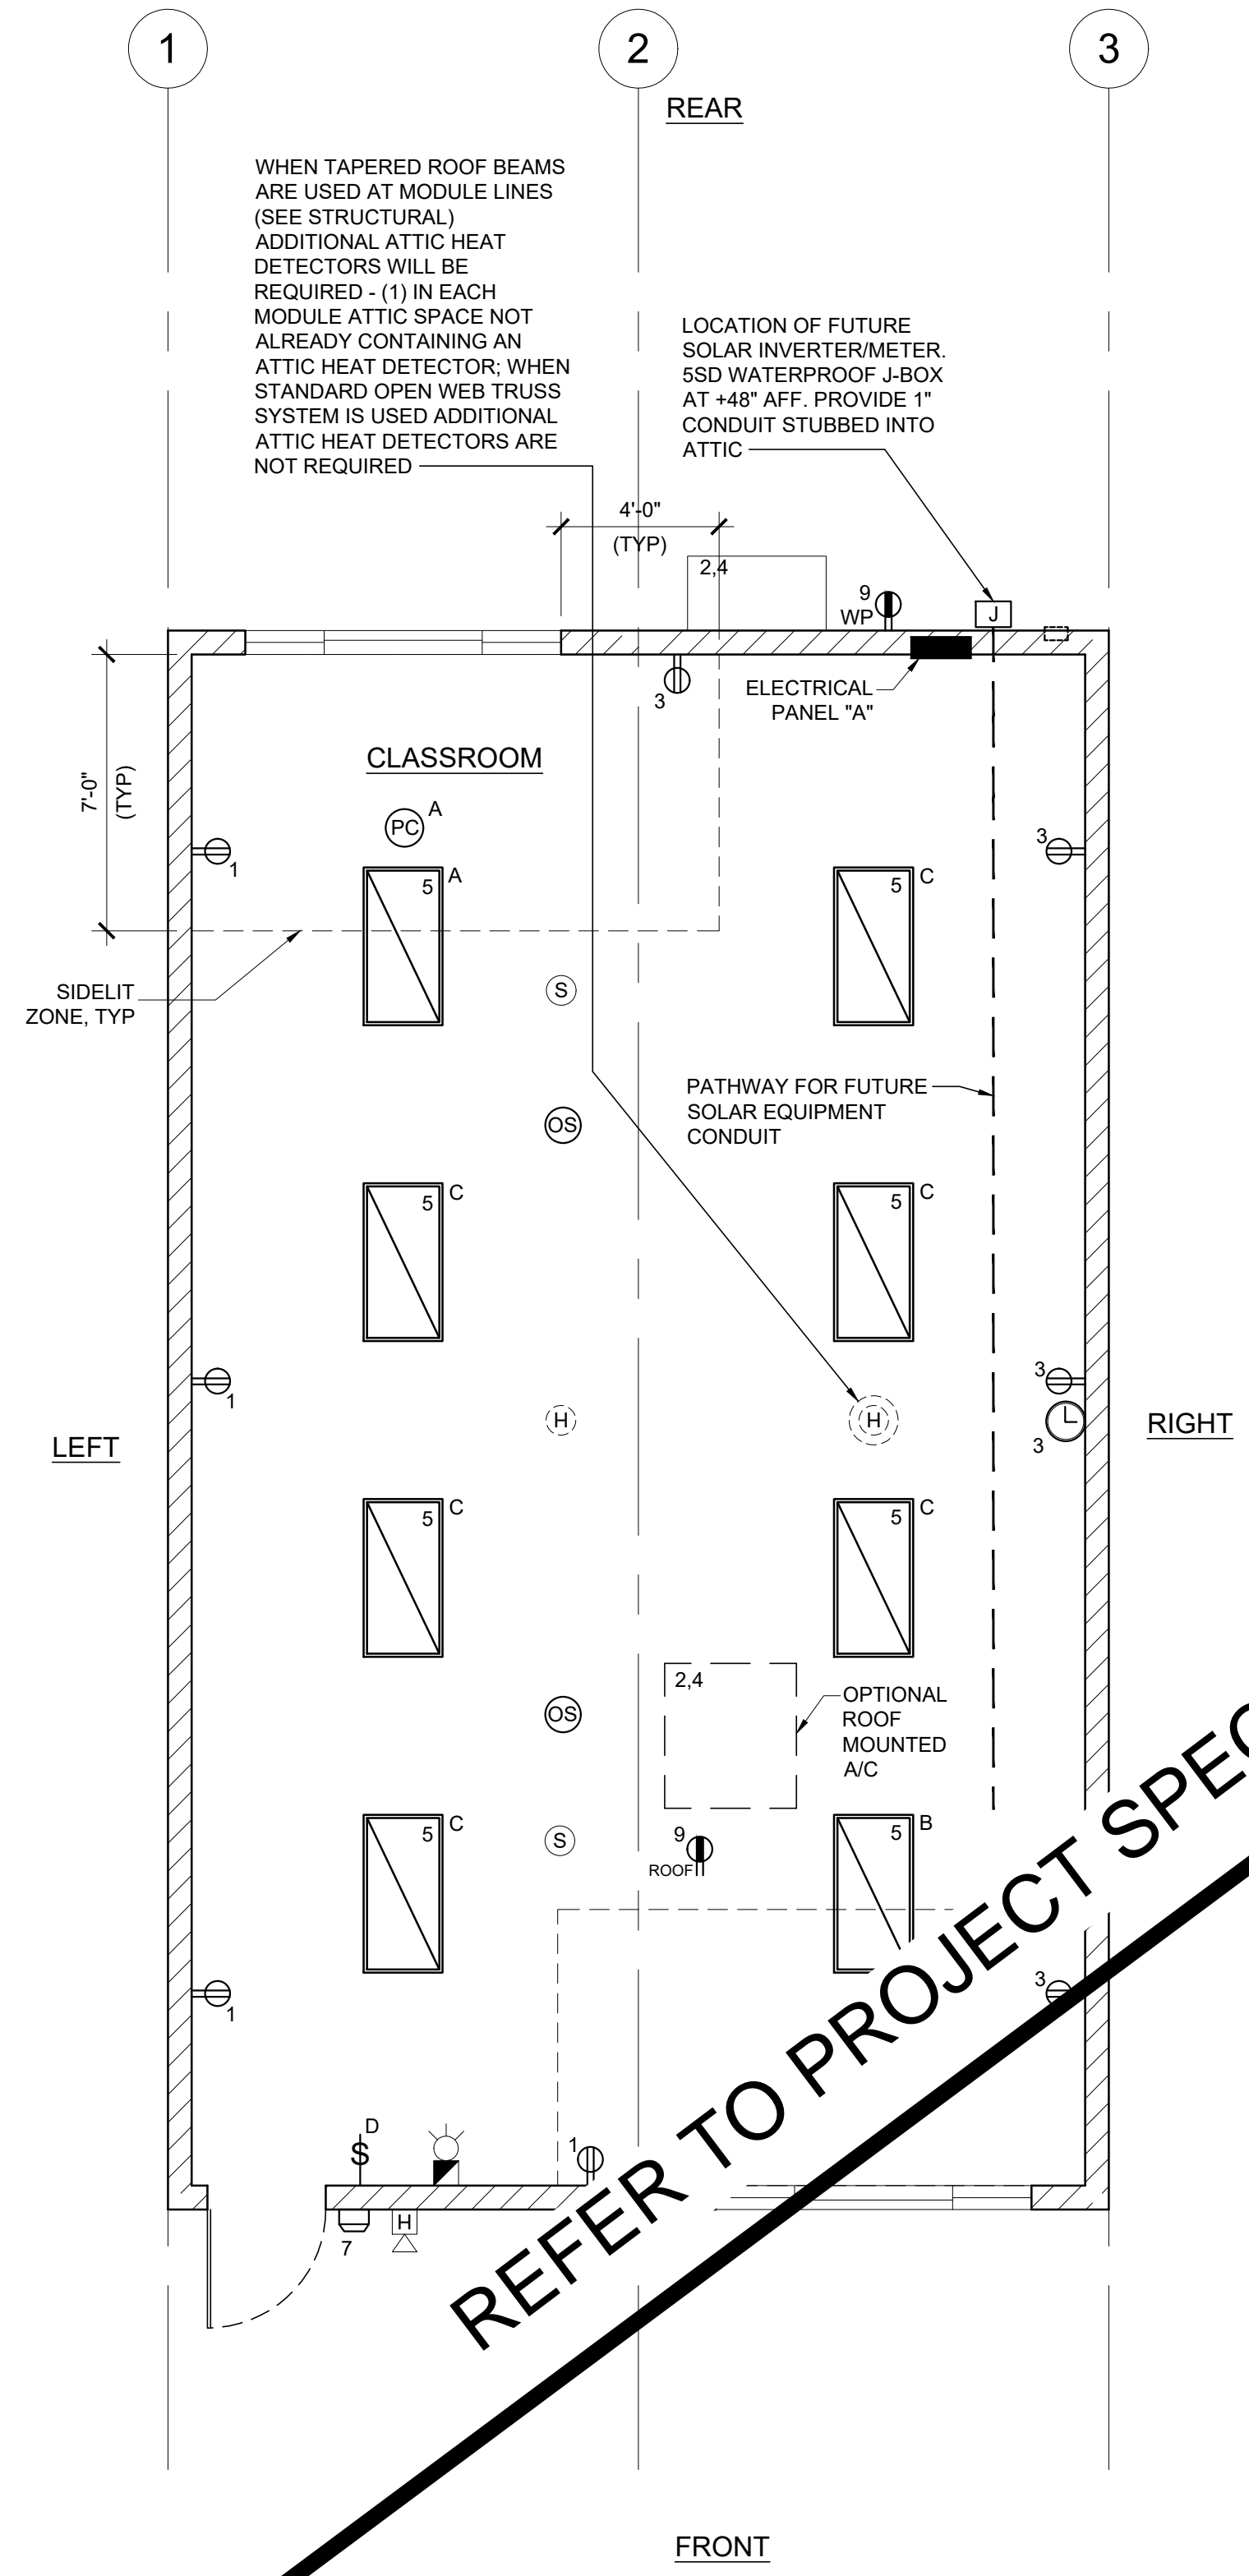 1
2
3
REAR
WHEN TAPERED ROOF BEAMS
ARE USED AT MODULE LINES
(SEE STRUCTURAL)
ADDITIONAL ATTIC HEAT
DETECTORS WILL BE
REQUIRED - (1) IN EACH
MODULE ATTIC SPACE NOT
ALREADY CONTAINING AN
ATTIC HEAT DETECTOR; WHEN
STANDARD OPEN WEB TRUSS
SYSTEM IS USED ADDITIONAL
ATTIC HEAT DETECTORS ARE
NOT REQUIRED
LOCATION OF FUTURE
SOLAR INVERTER/METER.
5SD WATERPROOF J-BOX
AT +48" AFF. PROVIDE 1"
CONDUIT STUBBED INTO
ATTIC
4'-0"
(TYP)
2,4
9
WP
J
3
ELECTRICAL
PANEL "A"
7'-0"
(TYP)
CLASSROOM
PC
A
1
3
5
A
5
C
SIDELIT
ZONE, TYP
S
PATHWAY FOR FUTURE
SOLAR EQUIPMENT
CONDUIT
OS
5
C
5
C
1
3
H
H
3
LEFT
RIGHT
5
C
5
C
2,4
OPTIONAL
ROOF
MOUNTED
A/C
OS
5
C
S
9
ROOF
5
B
1
3
D
S
1
7
H
REFER TO PROJECT SPEC
FRONT